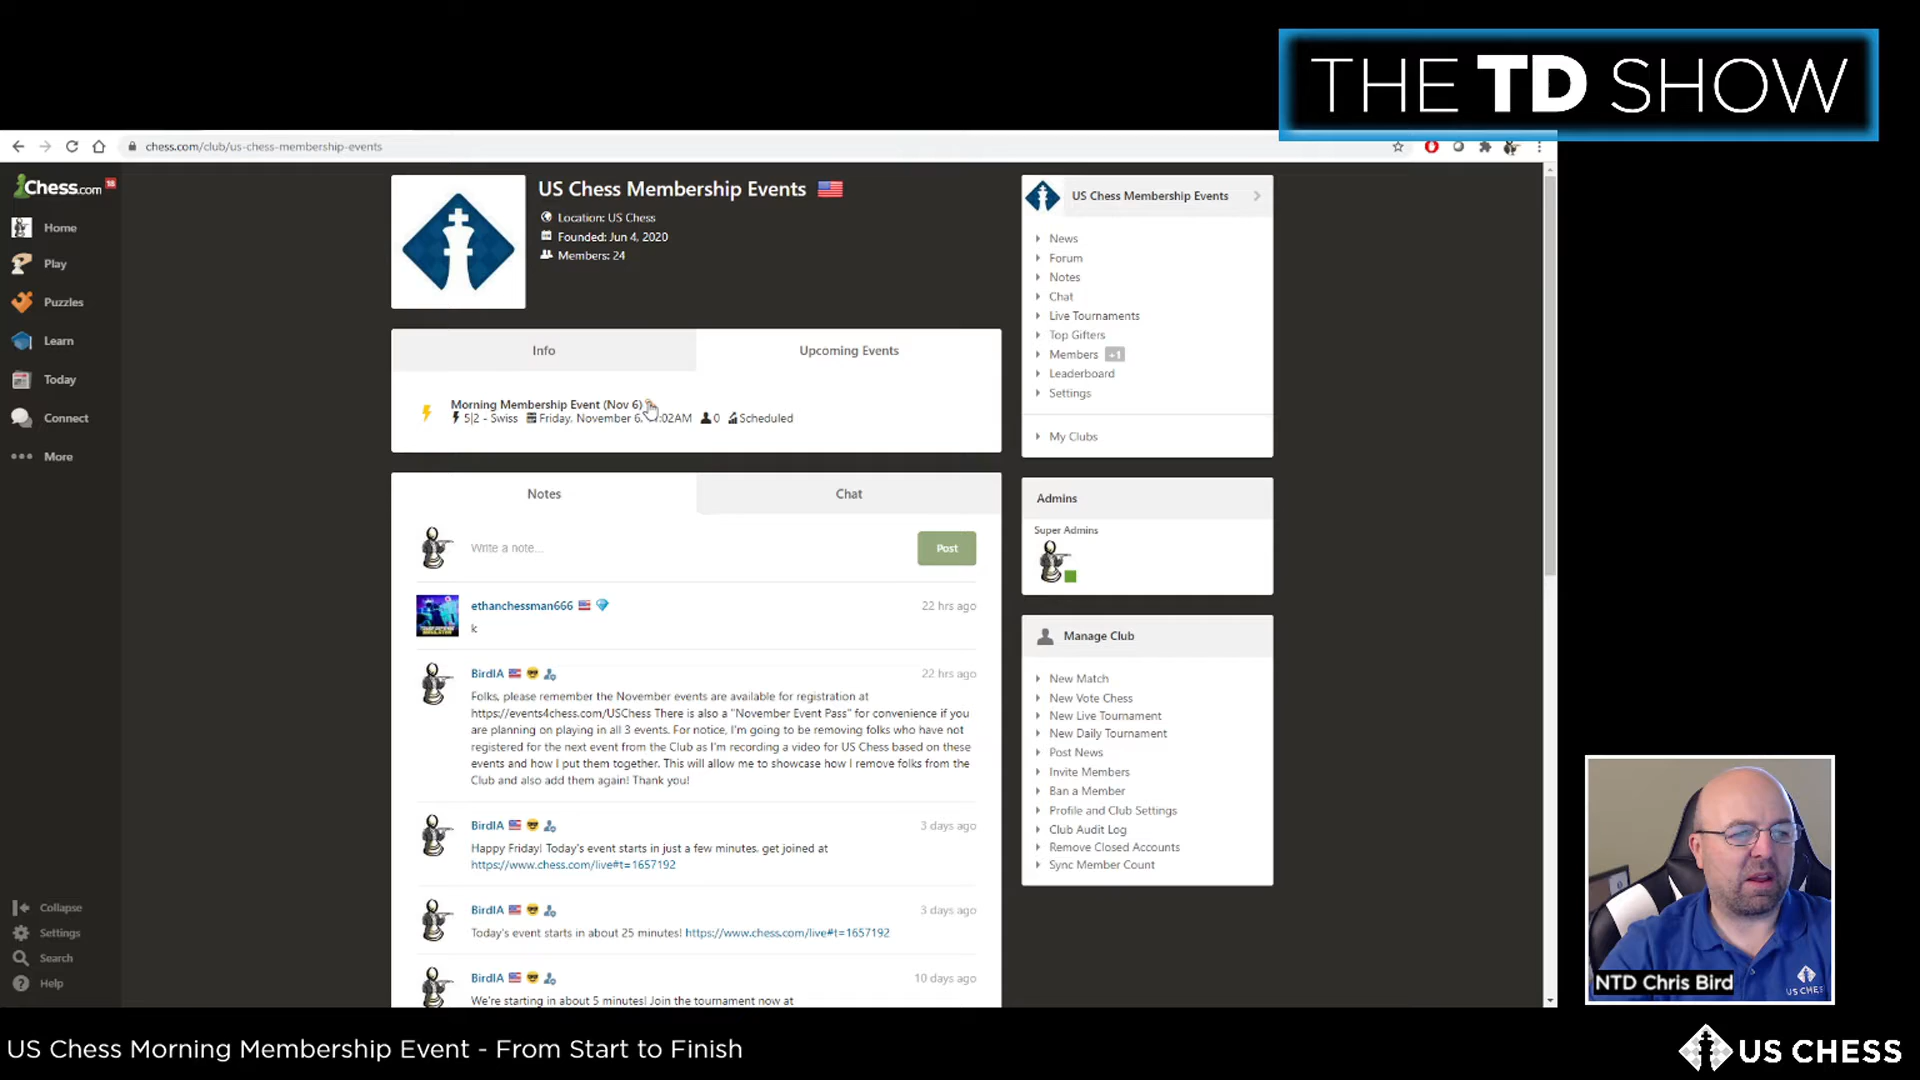 THE TD SHOW
chess.com/club/us-chess-membership-events
Chess.com
Home
Play
Puzzles
Learn
Today
Connect
More
Collapse
Settings
Search
Help
US Chess Membership Events
Location: US Chess
Founded: Jun 4, 2020
Members: 24
Info
Upcoming Events
Morning Membership Event (Nov 6)
5|2 - Swiss Friday, November 6, :02AM 0 Scheduled
Notes
Chat
Write a note...
Post
ethanchessman666
22 hrs ago
k
BirdIA
22 hrs ago
Folks, please remember the November events are available for registration at
https://events4chess.com/USChess There is also a "November Event Pass" for convenience if you
are planning on playing in all 3 events. For notice, I'm going to be removing folks who have not
registered for the next event from the Club as I'm recording a video for US Chess based on these
events and how I put them together. This will allow me to showcase how I remove folks from the
Club and also add them again! Thank you!
BirdIA
3 days ago
Happy Friday! Today's event starts in just a few minutes, get joined at
https://www.chess.com/live#t=1657192
BirdIA
3 days ago
Today's event starts in about 25 minutes! https://www.chess.com/live#t=1657192
BirdIA
10 days ago
We're starting in about 5 minutes! Join the tournament now at
US Chess Membership Events
News
Forum
Notes
Chat
Live Tournaments
Top Gifters
Members +1
Leaderboard
Settings
My Clubs
Admins
Super Admins
Manage Club
New Match
New Vote Chess
New Live Tournament
New Daily Tournament
Post News
Invite Members
Ban a Member
Profile and Club Settings
Club Audit Log
Remove Closed Accounts
Sync Member Count
NTD Chris Bird
US CHESS
US Chess Morning Membership Event - From Start to Finish
US CHESS